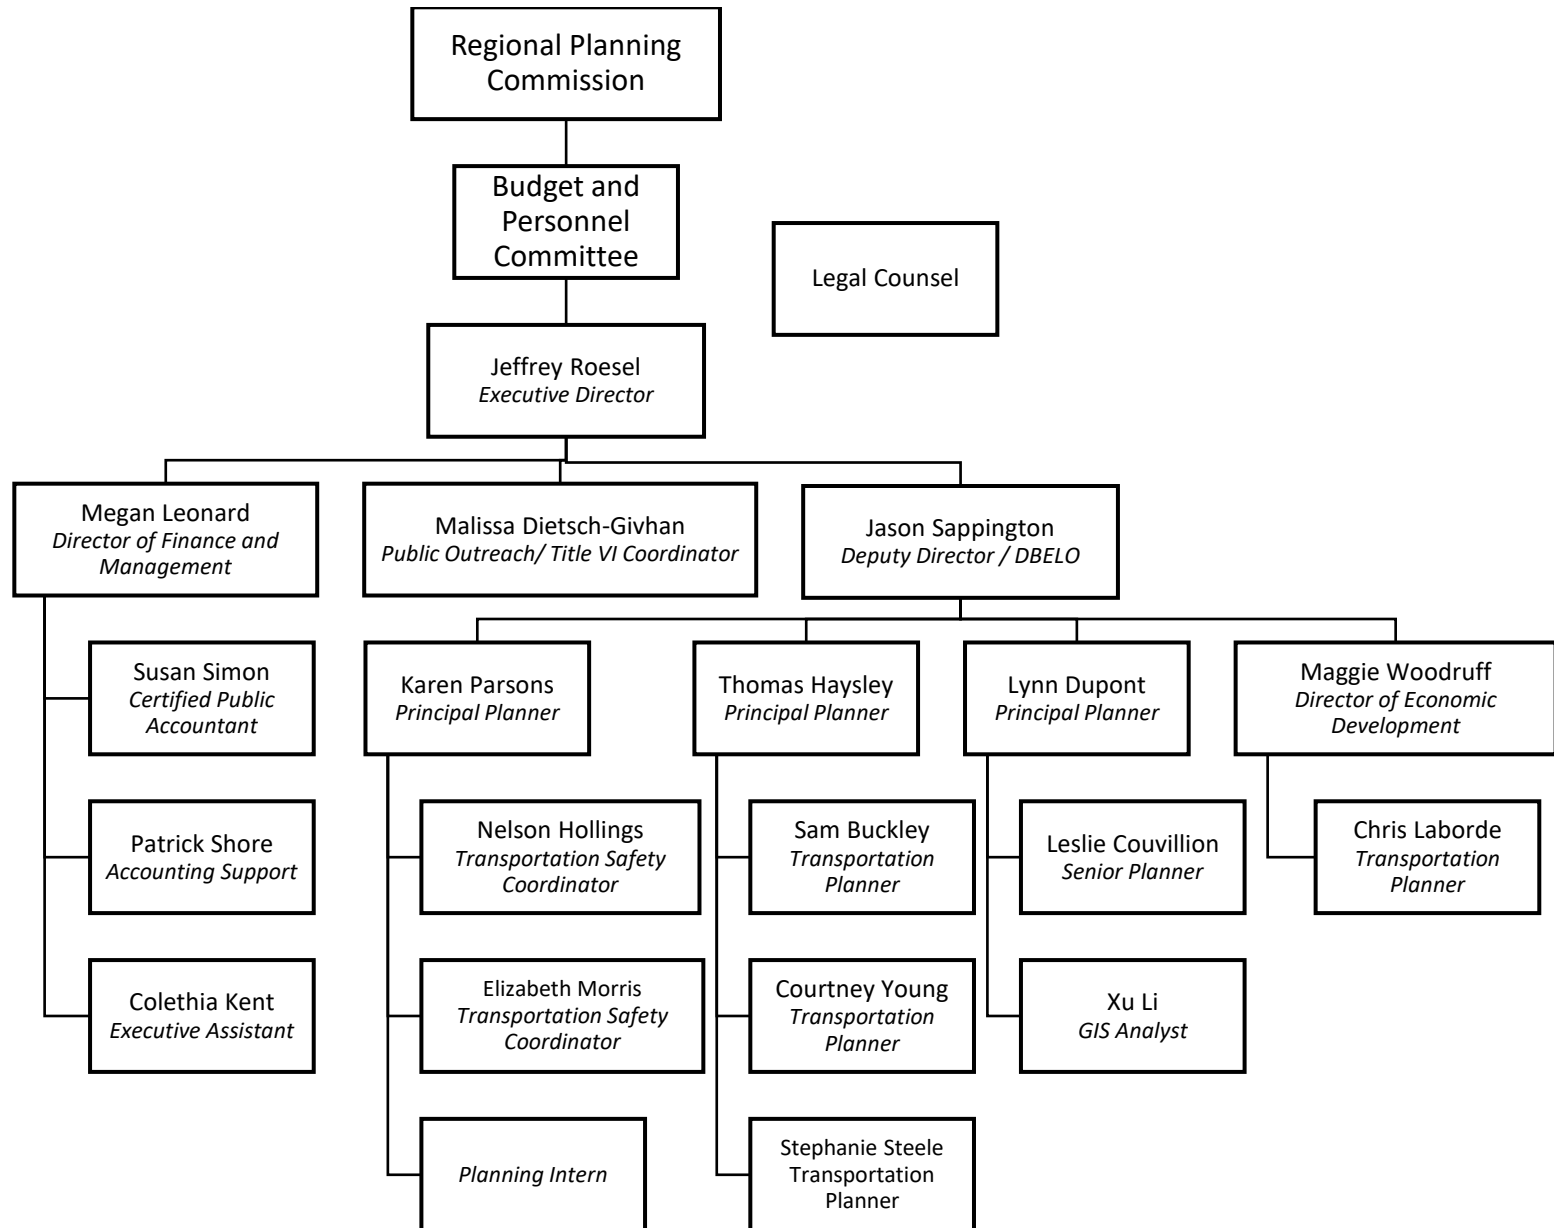 Regional Planning
Commission
Budget and
Personnel
Committee
Legal Counsel
Jeffrey Roesel
Executive Director
Megan Leonard
Director of Finance and
Management
Malissa Dietsch-Givhan
Public Outreach/ Title VI Coordinator
Jason Sappington
Deputy Director / DBELO
Susan Simon
Certified Public
Accountant
Karen Parsons
Principal Planner
Thomas Haysley
Principal Planner
Lynn Dupont
Principal Planner
Maggie Woodruff
Director of Economic
Development
Patrick Shore
Accounting Support
Nelson Hollings
Transportation Safety
Coordinator
Sam Buckley
Transportation
Planner
Leslie Couvillion
Senior Planner
Chris Laborde
Transportation
Planner
Colethia Kent
Executive Assistant
Elizabeth Morris
Transportation Safety
Coordinator
Courtney Young
Transportation
Planner
Xu Li
GIS Analyst
Planning Intern
Stephanie Steele
Transportation
Planner